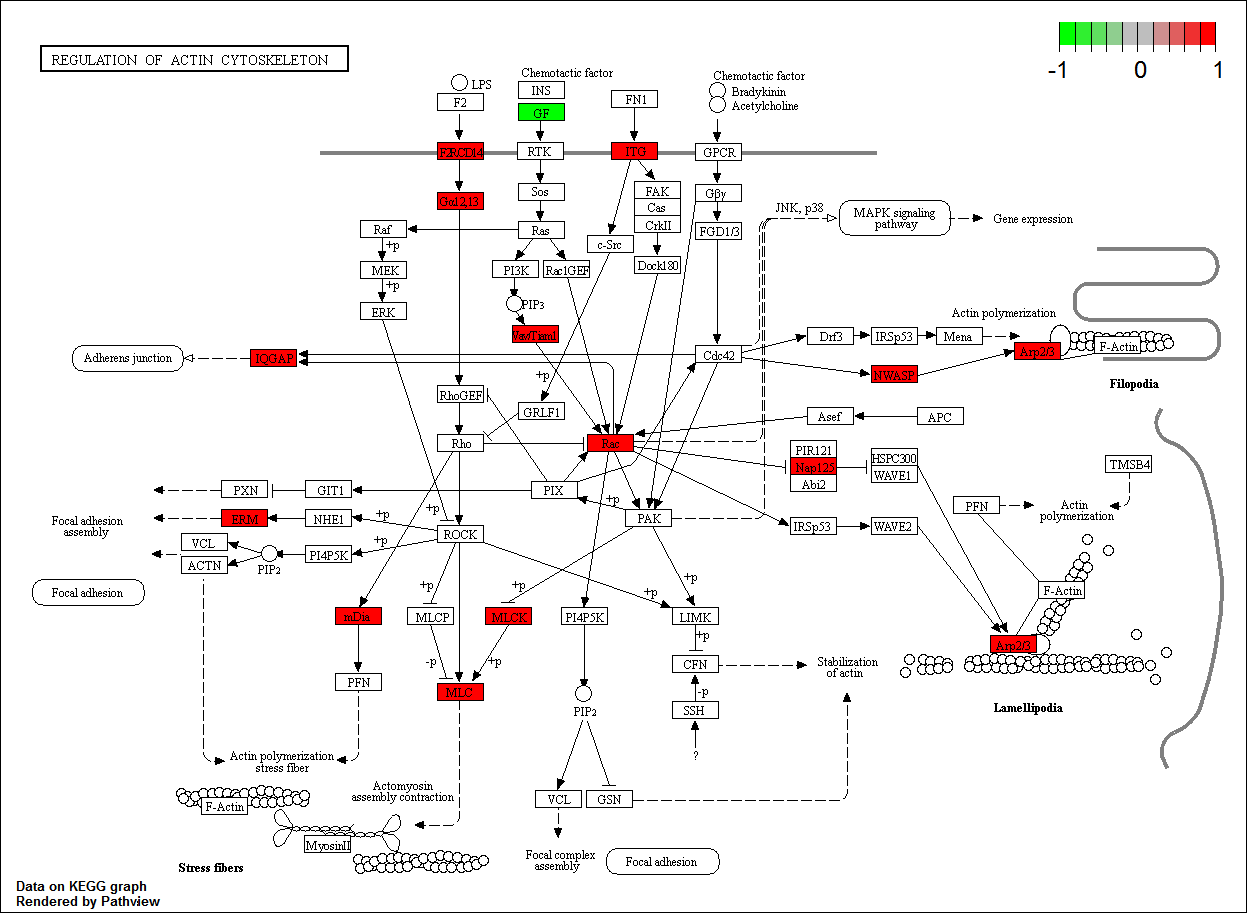 REGULATION OF ACTIN CYTOSKELETON
-1 0 1
LPS
F2
Chemotactic factor
INS
GF
FN1
Chemotactic factor
Bradykinin
Acetylcholine
F2RCD14
RTK
ITG
GPCR
Gα12,13
Sos
FAK
Cas
CrkII
Gβγ
JNK, p38
MAPK signaling
pathway
Gene expression
Raf
Ras
FGD1/3
+p
c-Src
MEK
PI3K
Rac1GEF
Dock180
+p
ERK
PIP3
Actin polymerization
Drf3
IRSp53
Mena
Arp2/3
F-Actin
Adherens junction
IQGAP
Cdc42
NWASP
Filopodia
+p
RhoGEF
GRLF1
Asef
APC
Rho
Rac
PIR121
Nap125
Abi2
HSPC300
WAVE1
TMSB4
PXN
GIT1
PIX
+p
PFN
Actin
polymerization
Focal adhesion
assembly
ERM
NHE1
+p
+p
PAK
IRSp53
WAVE2
ROCK
VCL
ACTN
PIP2
PI4P5K
+p
Focal adhesion
+p
+p
+p
F-Actin
mDia
MLCP
MLCK
PI4P5K
LIMK
+p
Arp2/3
-p
+p
CFN
Stabilization
of actin
PFN
MLC
-p
PIP2
SSH
Lamellipodia
?
Actin polymerization
stress fiber
Actomyosin
assembly contraction
F-Actin
VCL
GSN
MyosinII
Stress fibers
Focal complex
assembly
Focal adhesion
Data on KEGG graph
Rendered by Pathview